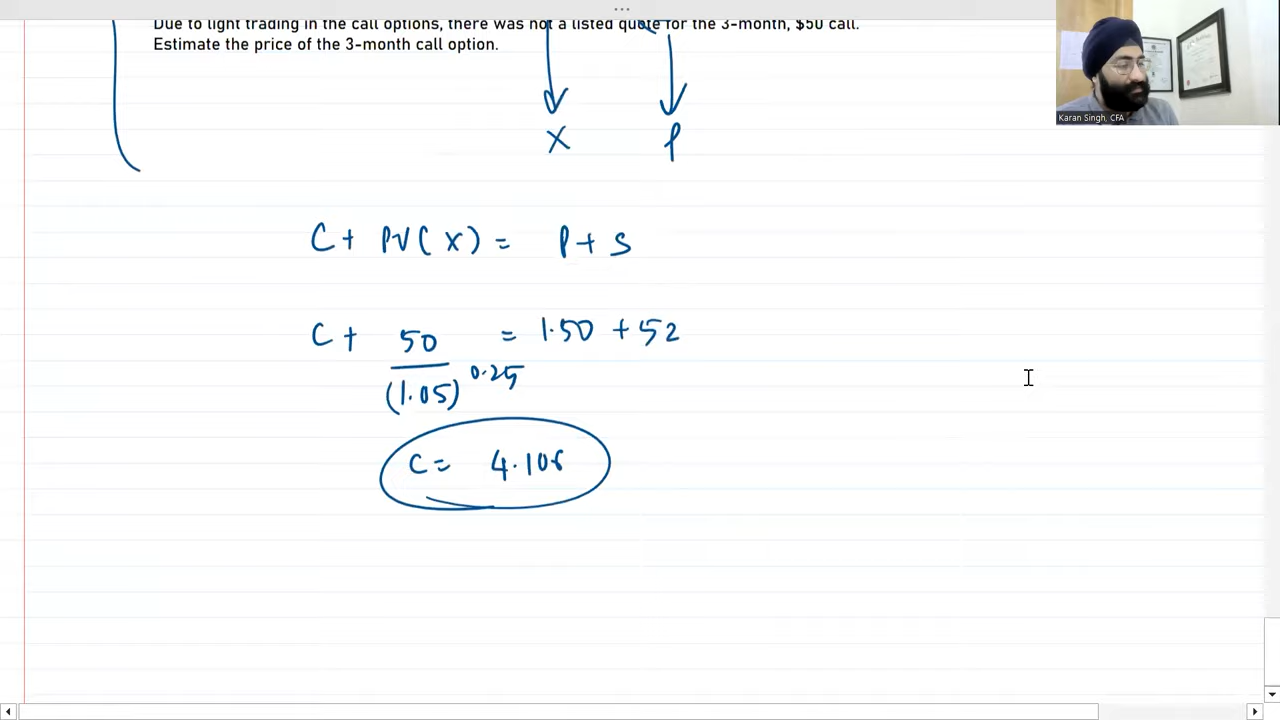 Due to light trading in the call options, there was not a listed quote for the 3-month, $50 call.
Estimate the price of the 3-month call option.
Karan Singh, CFA
X P
C + PV( X ) = P + S
C + 50 = 1.50 + 52
(1.05) 0.25
C = 4.106